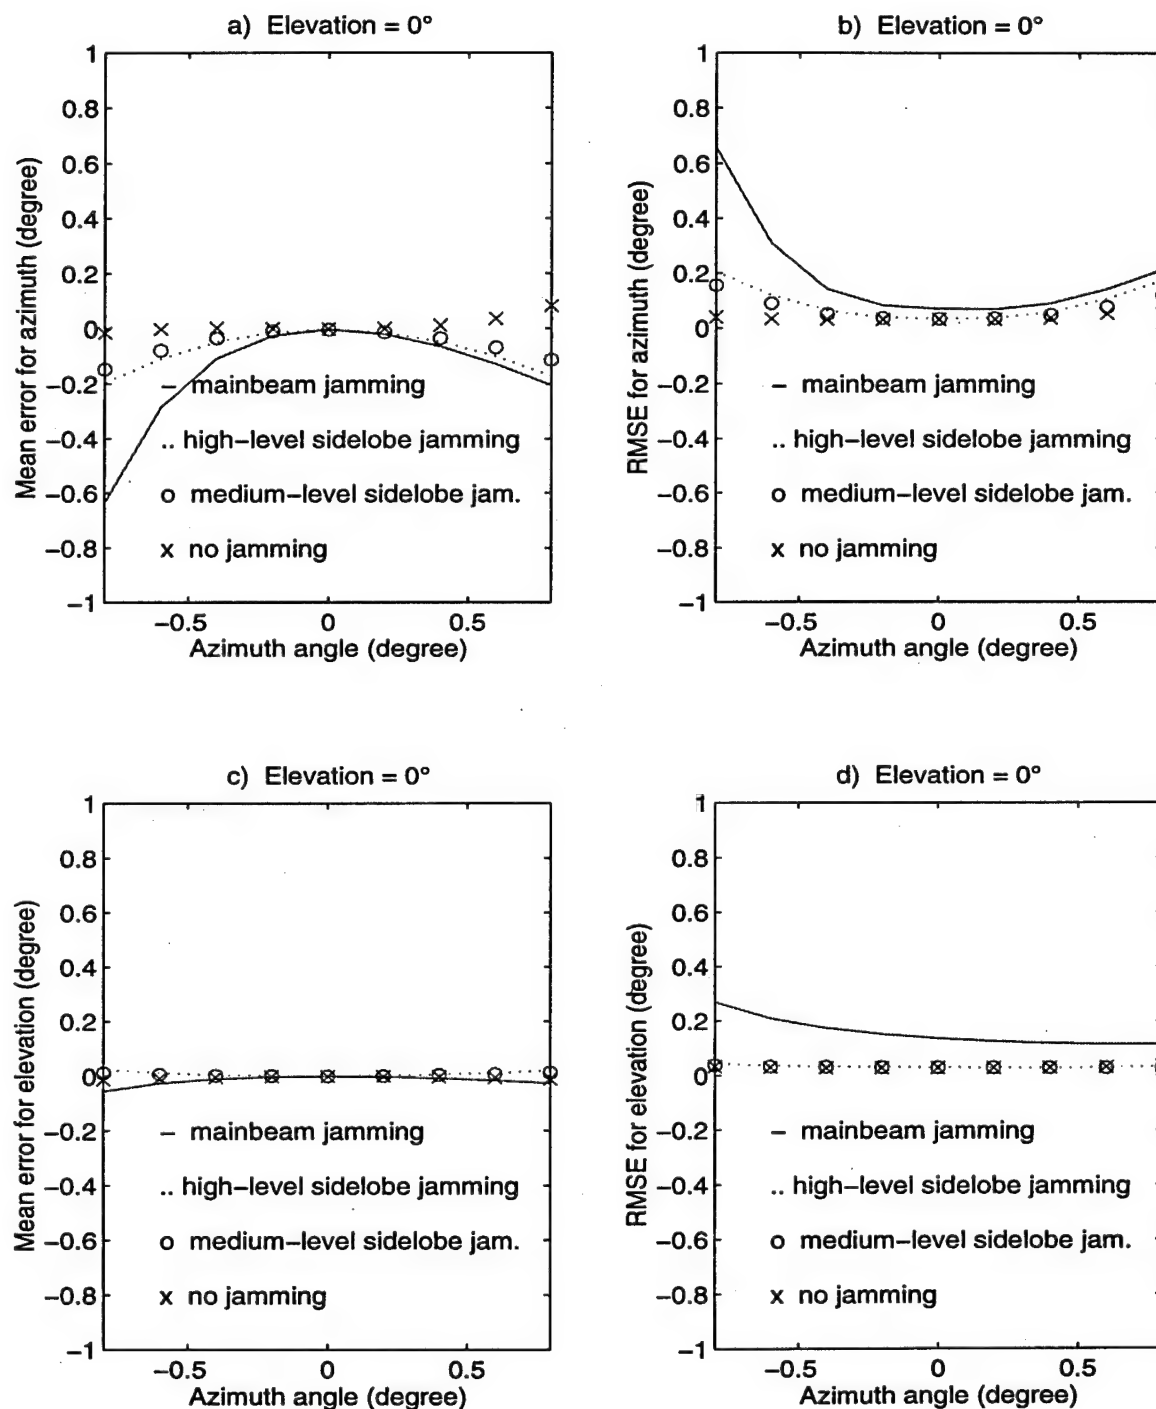 a) Elevation = 0°
1
0.8
0.6
0.4
0.2
0
−0.2
−0.4
−0.6
−0.8
−1
Mean error for azimuth (degree)
– mainbeam jamming
.. high−level sidelobe jamming
o medium−level sidelobe jam.
x no jamming
−0.5 0 0.5
Azimuth angle (degree)
b) Elevation = 0°
1
0.8
0.6
0.4
0.2
0
−0.2
−0.4
−0.6
−0.8
−1
RMSE for azimuth (degree)
– mainbeam jamming
.. high−level sidelobe jamming
o medium−level sidelobe jam.
x no jamming
−0.5 0 0.5
Azimuth angle (degree)
c) Elevation = 0°
1
0.8
0.6
0.4
0.2
0
−0.2
−0.4
−0.6
−0.8
−1
Mean error for elevation (degree)
– mainbeam jamming
.. high−level sidelobe jamming
o medium−level sidelobe jam.
x no jamming
−0.5 0 0.5
Azimuth angle (degree)
d) Elevation = 0°
1
0.8
0.6
0.4
0.2
0
−0.2
−0.4
−0.6
−0.8
−1
RMSE for elevation (degree)
– mainbeam jamming
.. high−level sidelobe jamming
o medium−level sidelobe jam.
x no jamming
−0.5 0 0.5
Azimuth angle (degree)